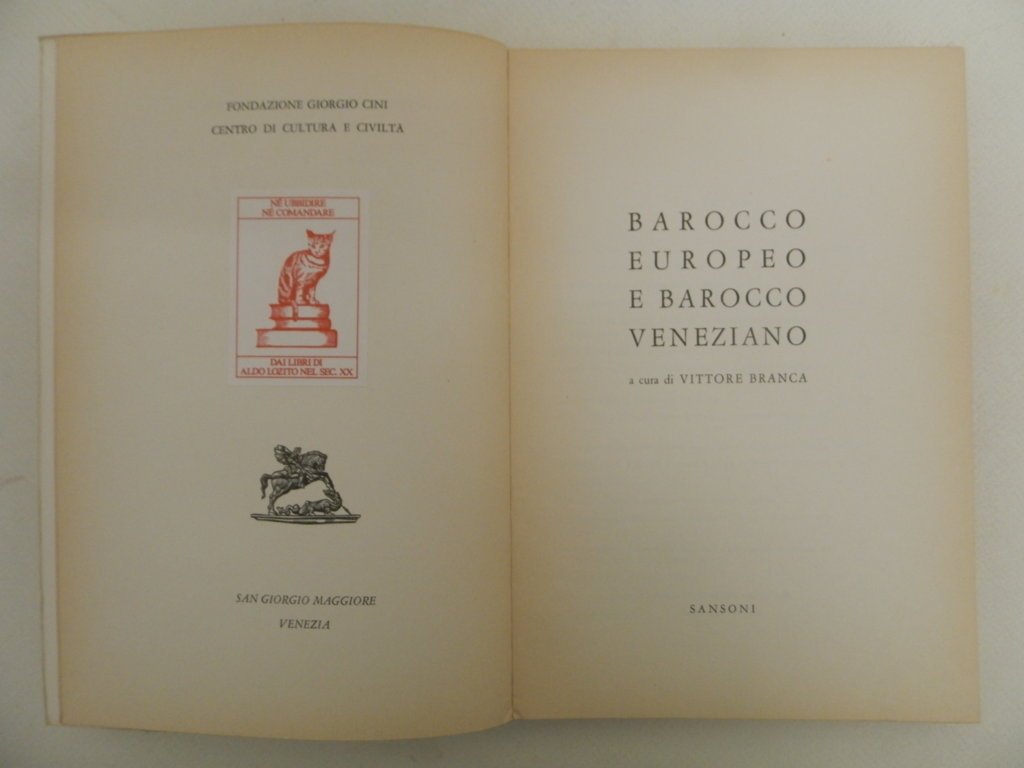 FONDAZIONE GIORGIO CINI
CENTRO DI CULTURA E CIVILTÀ
NÉ UBBIDIRE
NÉ COMANDARE
DAI LIBRI DI
ALDO LOZITO NEL SEC. XX
SAN GIORGIO MAGGIORE
VENEZIA
BAROCCO
EUROPEO
E BAROCCO
VENEZIANO
a cura di VITTORE BRANCA
SANSONI